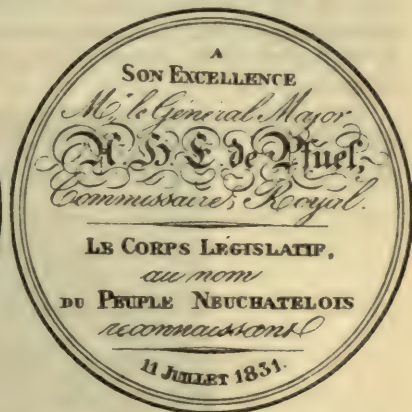 A
SON EXCELLENCE
Mr. le Général Major
A. H. E. de Pfuel,
Commissaire Royal.
LE CORPS LÉGISLATIF,
au nom
DU PEUPLE NEUCHATELOIS
reconnaissant
11 JUILLET 1831.